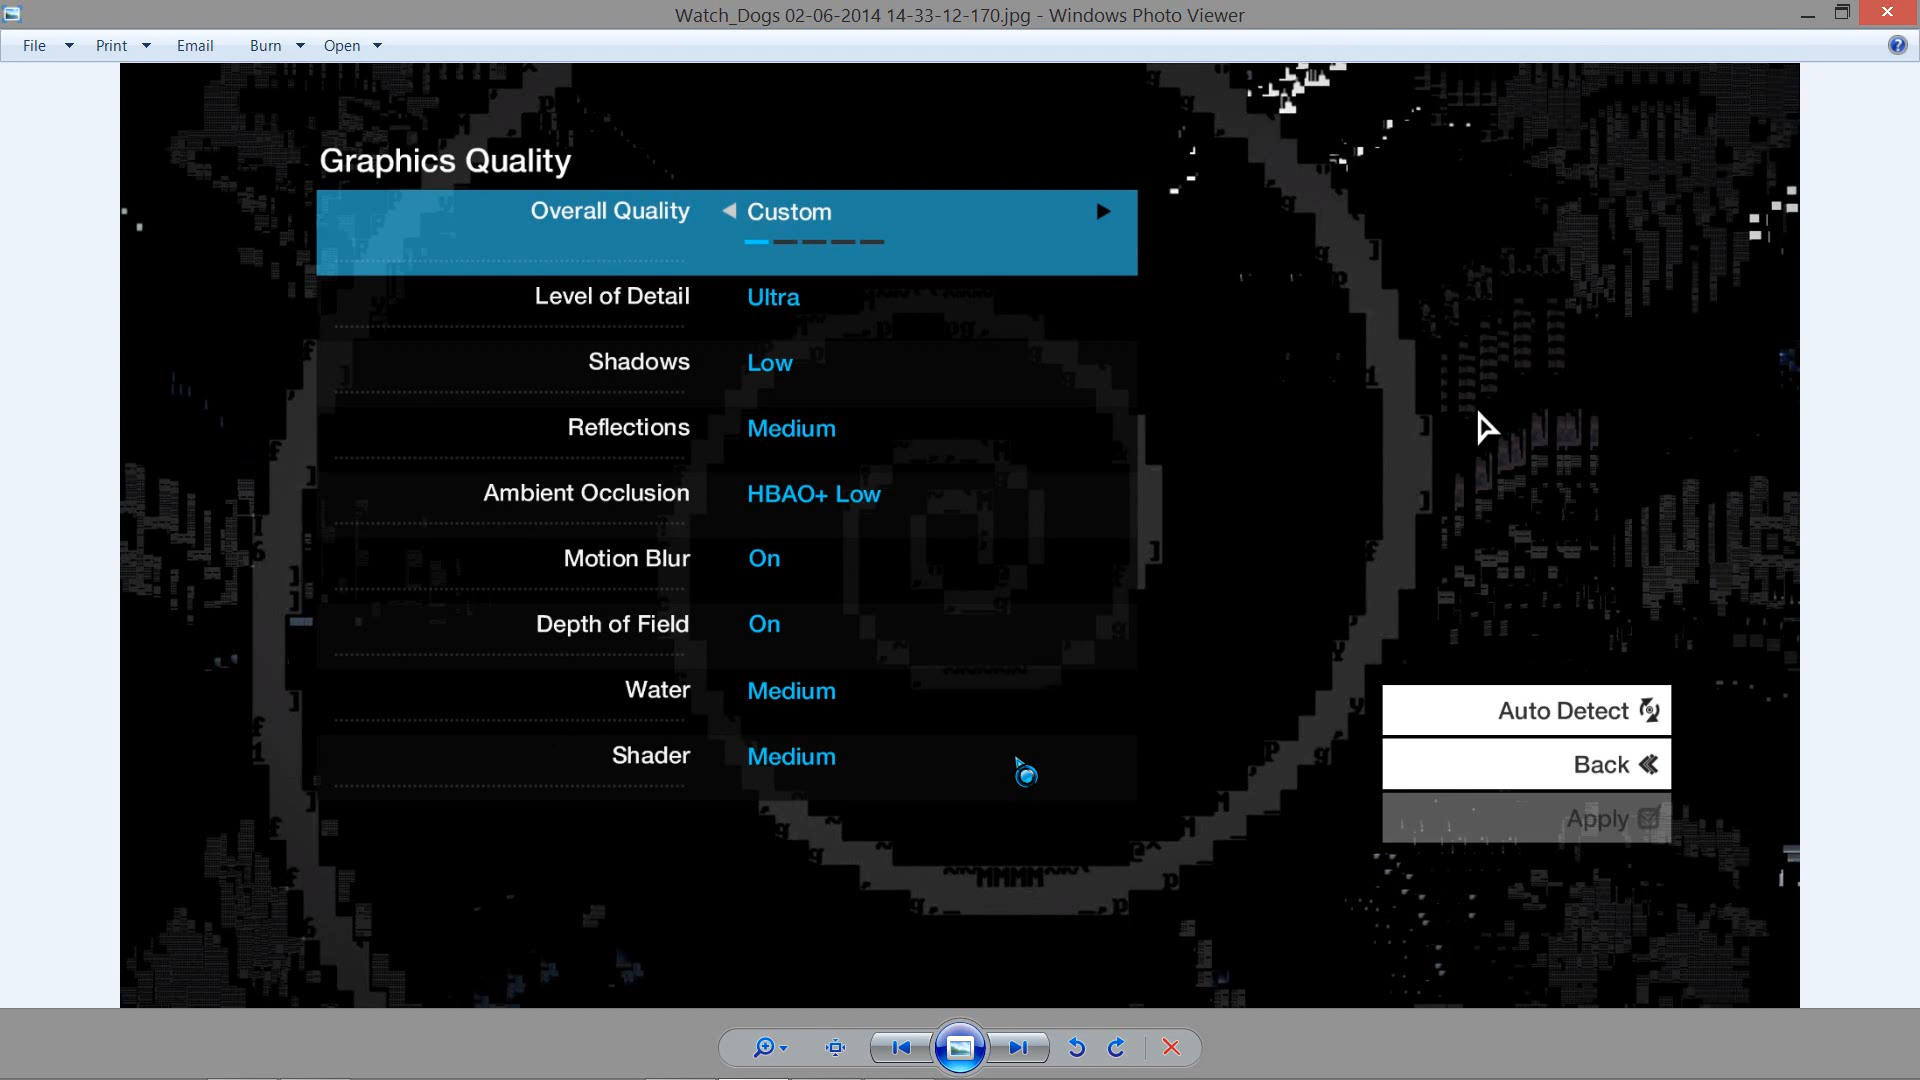 Watch_Dogs 02-06-2014 14-33-12-170.jpg - Windows Photo Viewer
File Print Email Burn Open
Graphics Quality
Overall Quality Custom
Level of Detail Ultra
Shadows Low
Reflections Medium
Ambient Occlusion HBAO+ Low
Motion Blur On
Depth of Field On
Water Medium
Shader Medium
Auto Detect
Back
Apply